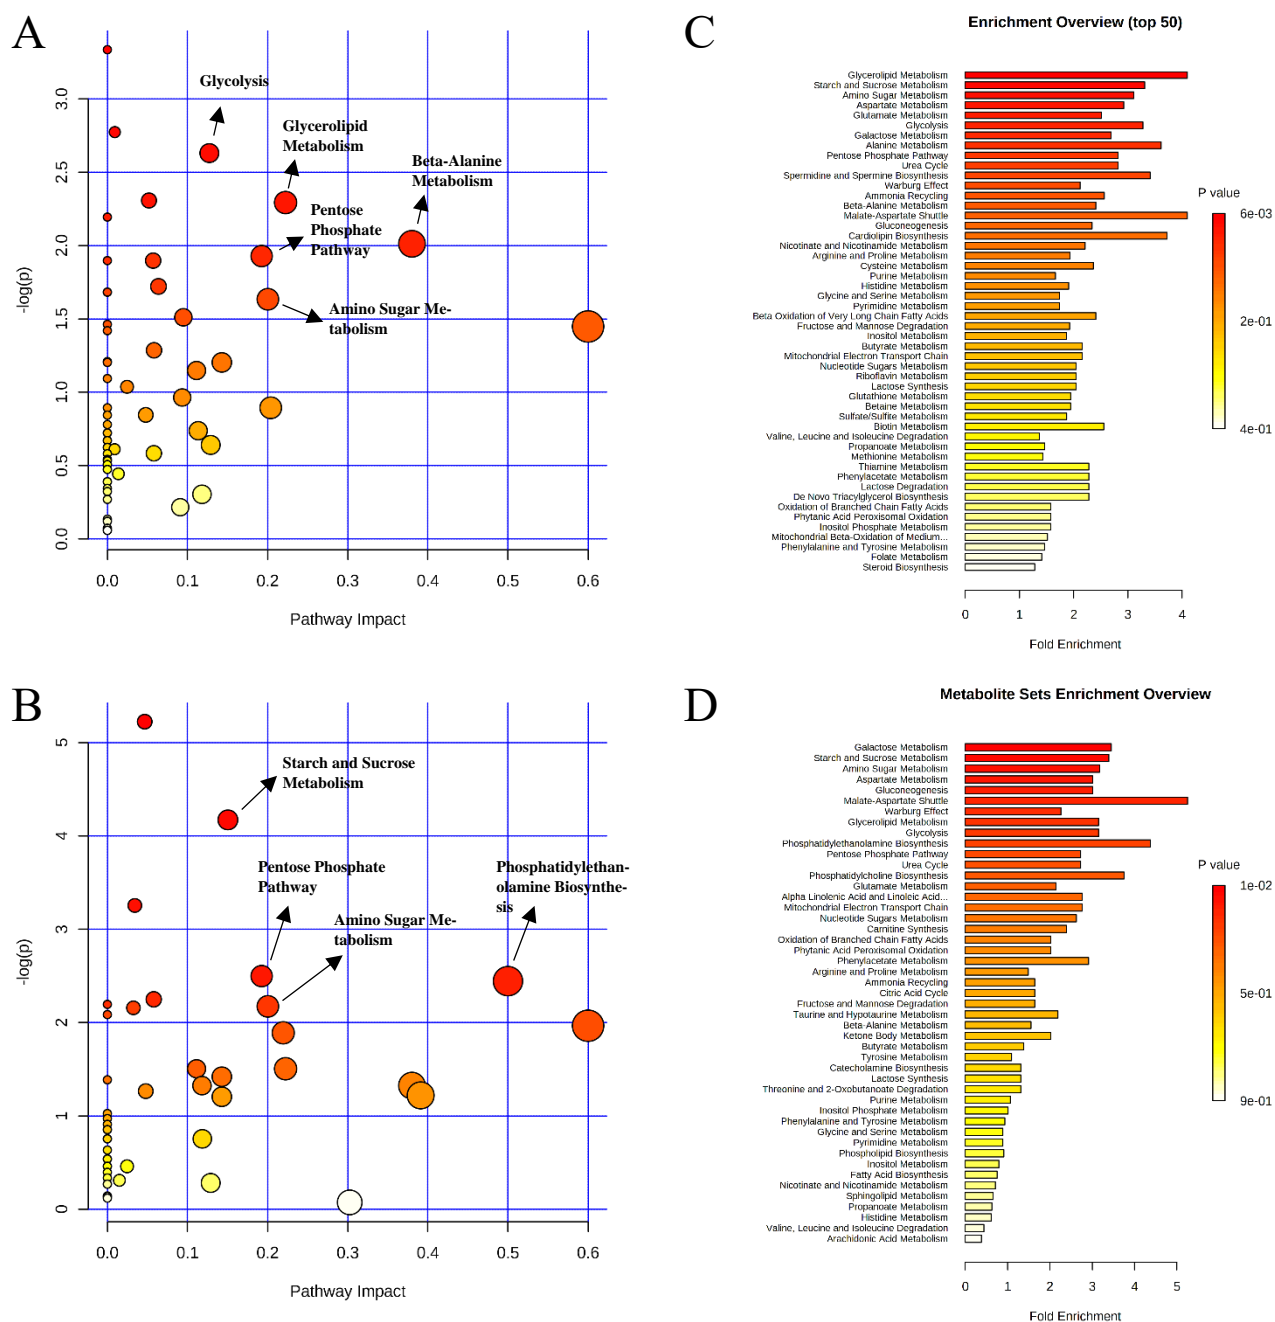 A
3.0
2.5
2.0
1.5
1.0
0.5
0.0
-log(p)
Glycolysis
Glycerolipid
Metabolism
Beta-Alanine
Metabolism
Pentose
Phosphate
Pathway
Amino Sugar Me-
tabolism
0.0 0.1 0.2 0.3 0.4 0.5 0.6
Pathway Impact
C
Enrichment Overview (top 50)
Glycerolipid Metabolism
Starch and Sucrose Metabolism
Amino Sugar Metabolism
Aspartate Metabolism
Glutamate Metabolism
Glycolysis
Galactose Metabolism
Alanine Metabolism
Pentose Phosphate Pathway
Urea Cycle
Spermidine and Spermine Biosynthesis
Warburg Effect
Ammonia Recycling
Beta-Alanine Metabolism
Malate-Aspartate Shuttle
Gluconeogenesis
Cardiolipin Biosynthesis
Nicotinate and Nicotinamide Metabolism
Arginine and Proline Metabolism
Cysteine Metabolism
Purine Metabolism
Histidine Metabolism
Glycine and Serine Metabolism
Pyrimidine Metabolism
Beta Oxidation of Very Long Chain Fatty Acids
Fructose and Mannose Degradation
Inositol Metabolism
Butyrate Metabolism
Mitochondrial Electron Transport Chain
Nucleotide Sugars Metabolism
Riboflavin Metabolism
Lactose Synthesis
Glutathione Metabolism
Betaine Metabolism
Sulfate/Sulfite Metabolism
Biotin Metabolism
Valine, Leucine and Isoleucine Degradation
Propanoate Metabolism
Methionine Metabolism
Thiamine Metabolism
Phenylacetate Metabolism
Lactose Degradation
De Novo Triacylglycerol Biosynthesis
Oxidation of Branched Chain Fatty Acids
Phytanic Acid Peroxisomal Oxidation
Inositol Phosphate Metabolism
Mitochondrial Beta-Oxidation of Medium...
Phenylalanine and Tyrosine Metabolism
Folate Metabolism
Steroid Biosynthesis
0 1 2 3 4
Fold Enrichment
P value
6e-03
2e-01
4e-01
B
5
4
3
2
1
0
-log(p)
Starch and Sucrose
Metabolism
Pentose Phosphate
Pathway
Amino Sugar Me-
tabolism
Phosphatidylethan-
olamine Biosynthe-
sis
0.0 0.1 0.2 0.3 0.4 0.5 0.6
Pathway Impact
D
Metabolite Sets Enrichment Overview
Galactose Metabolism
Starch and Sucrose Metabolism
Amino Sugar Metabolism
Aspartate Metabolism
Gluconeogenesis
Malate-Aspartate Shuttle
Warburg Effect
Glycerolipid Metabolism
Glycolysis
Phosphatidylethanolamine Biosynthesis
Pentose Phosphate Pathway
Urea Cycle
Phosphatidylcholine Biosynthesis
Glutamate Metabolism
Alpha Linolenic Acid and Linoleic Acid...
Mitochondrial Electron Transport Chain
Nucleotide Sugars Metabolism
Carnitine Synthesis
Oxidation of Branched Chain Fatty Acids
Phytanic Acid Peroxisomal Oxidation
Phenylacetate Metabolism
Arginine and Proline Metabolism
Ammonia Recycling
Citric Acid Cycle
Fructose and Mannose Degradation
Taurine and Hypotaurine Metabolism
Beta-Alanine Metabolism
Ketone Body Metabolism
Butyrate Metabolism
Tyrosine Metabolism
Catecholamine Biosynthesis
Lactose Synthesis
Threonine and 2-Oxobutanoate Degradation
Purine Metabolism
Inositol Phosphate Metabolism
Phenylalanine and Tyrosine Metabolism
Glycine and Serine Metabolism
Pyrimidine Metabolism
Phospholipid Biosynthesis
Inositol Metabolism
Fatty Acid Biosynthesis
Nicotinate and Nicotinamide Metabolism
Sphingolipid Metabolism
Propanoate Metabolism
Histidine Metabolism
Valine, Leucine and Isoleucine Degradation
Arachidonic Acid Metabolism
0 1 2 3 4 5
Fold Enrichment
P value
1e-02
5e-01
9e-01